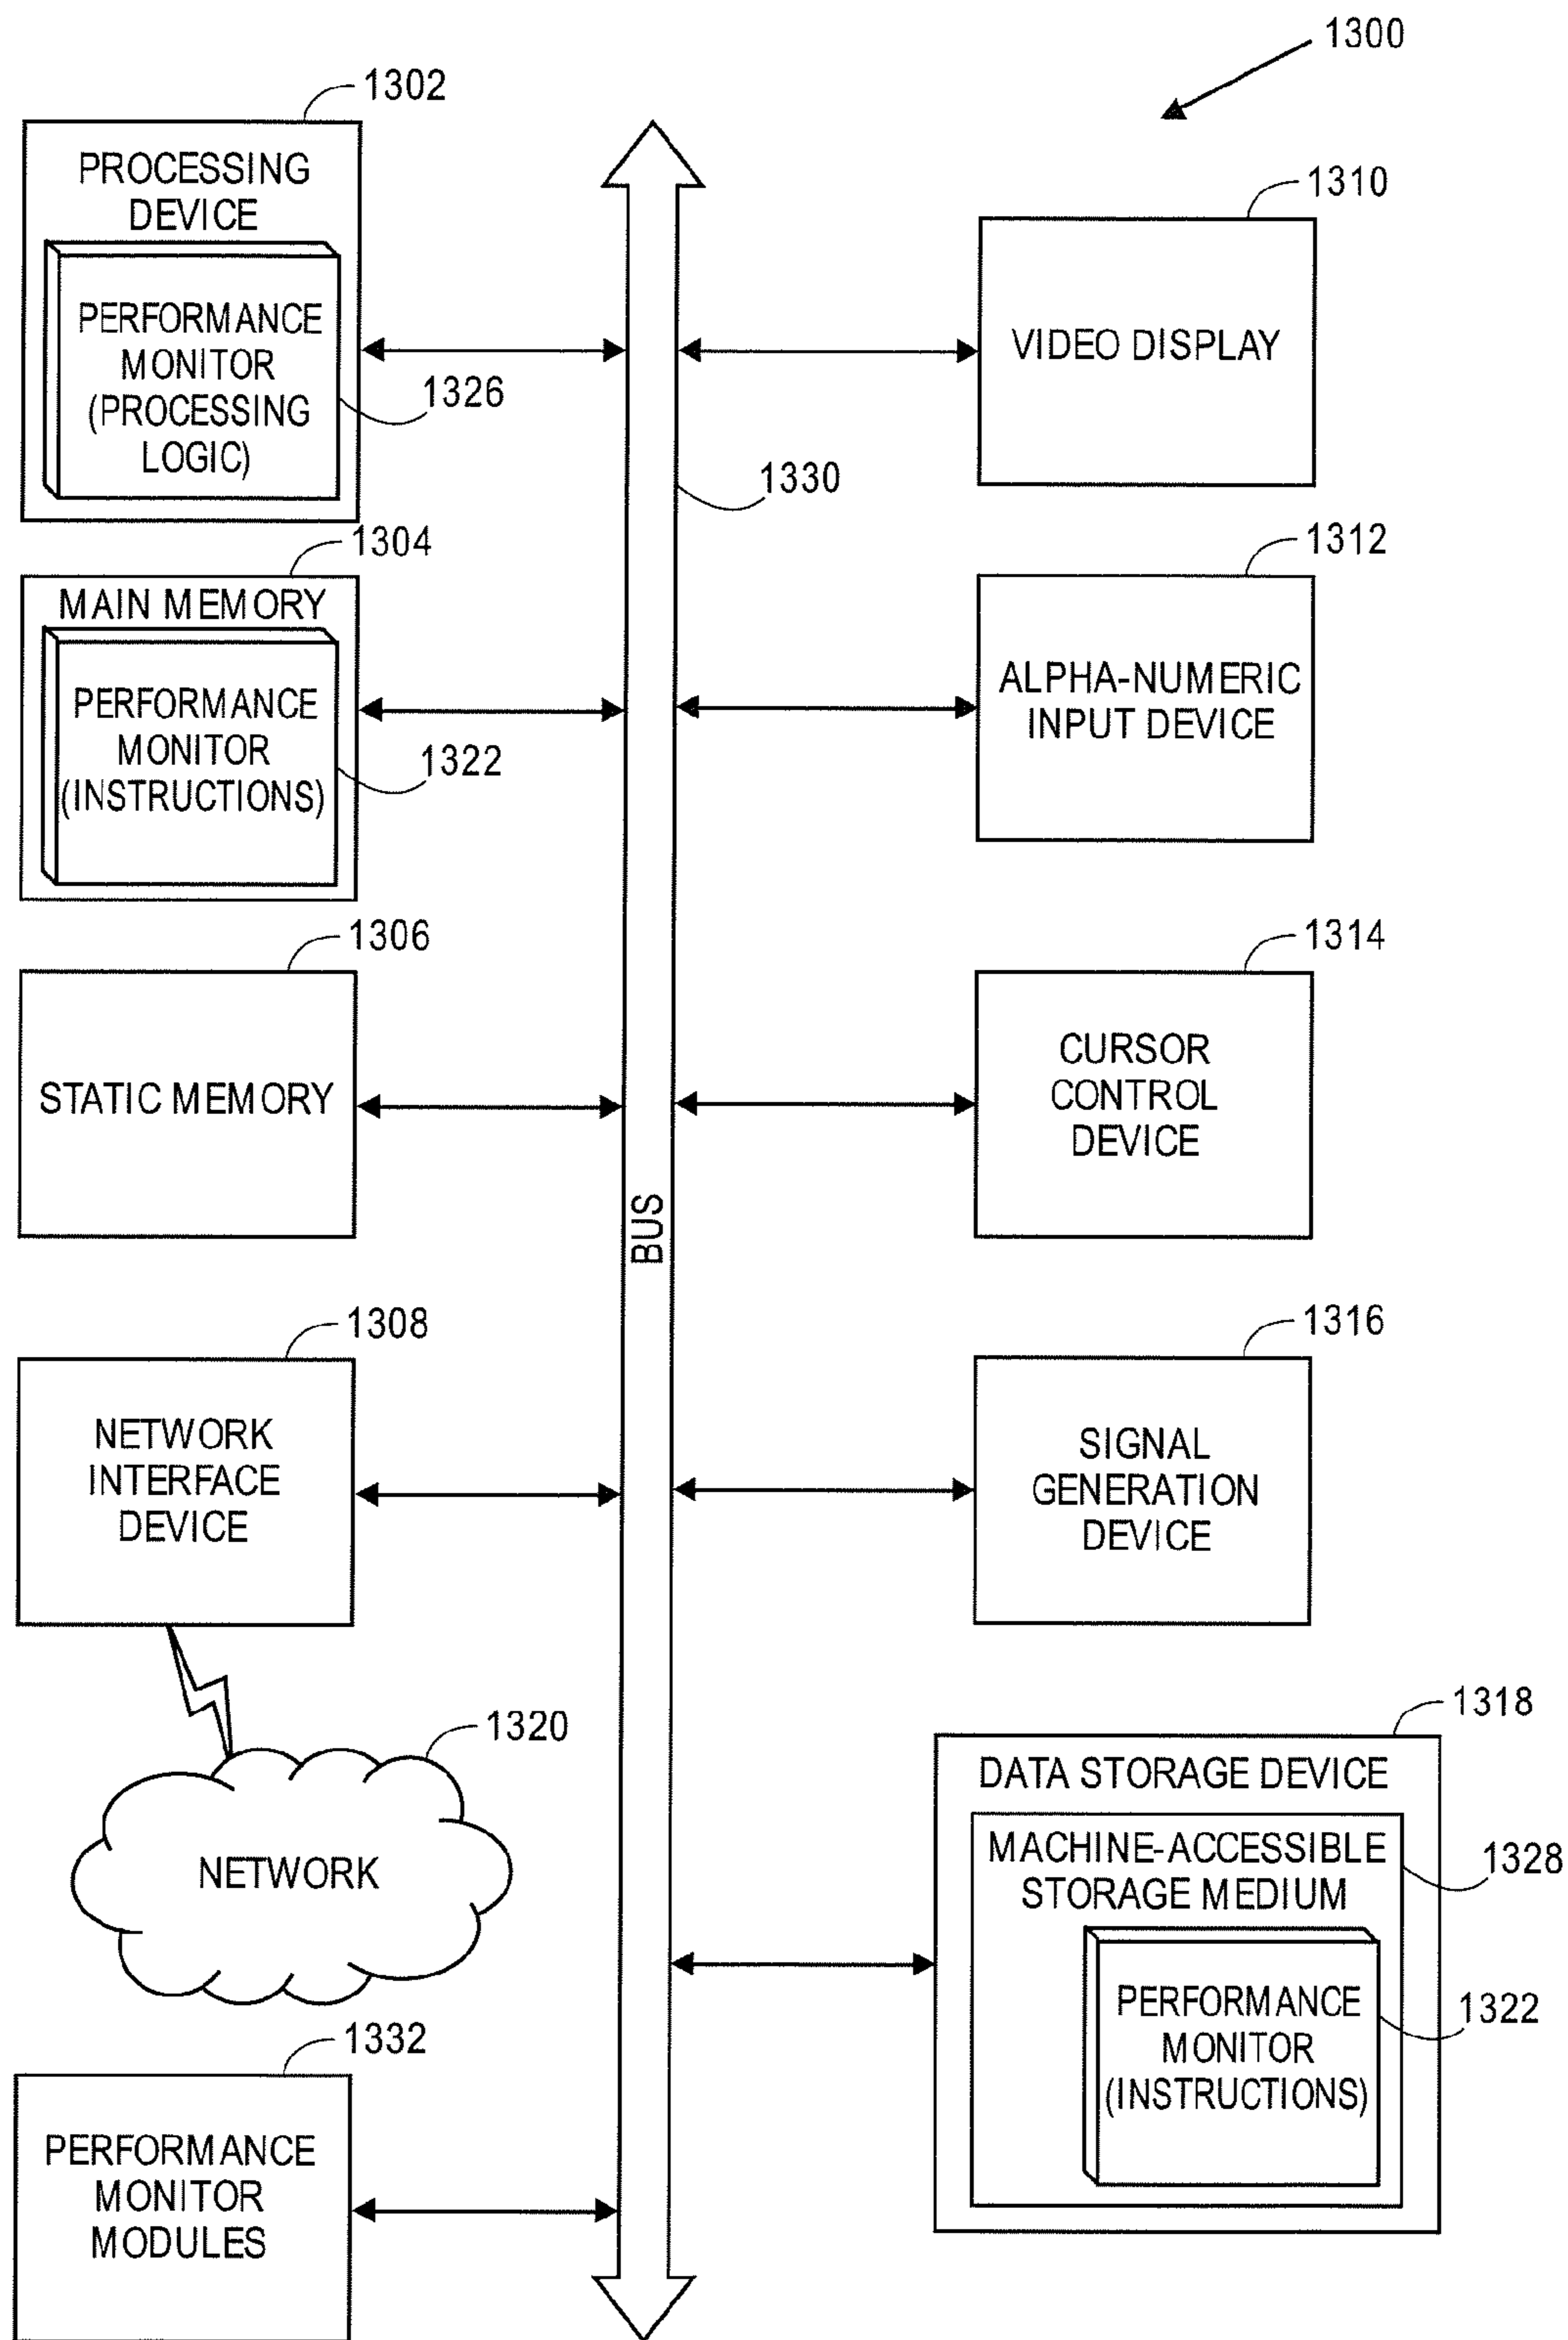 1300
1302
PROCESSING
DEVICE
PERFORMANCE
MONITOR
(PROCESSING
LOGIC)
1326
1304
MAIN MEMORY
PERFORMANCE
MONITOR
(INSTRUCTIONS)
1322
1306
STATIC MEMORY
1308
NETWORK
INTERFACE
DEVICE
1320
NETWORK
1332
PERFORMANCE
MONITOR
MODULES
1330
BUS
1310
VIDEO DISPLAY
1312
ALPHA-NUMERIC
INPUT DEVICE
1314
CURSOR
CONTROL
DEVICE
1316
SIGNAL
GENERATION
DEVICE
1318
DATA STORAGE DEVICE
MACHINE-ACCESSIBLE
STORAGE MEDIUM
1328
PERFORMANCE
MONITOR
(INSTRUCTIONS)
1322